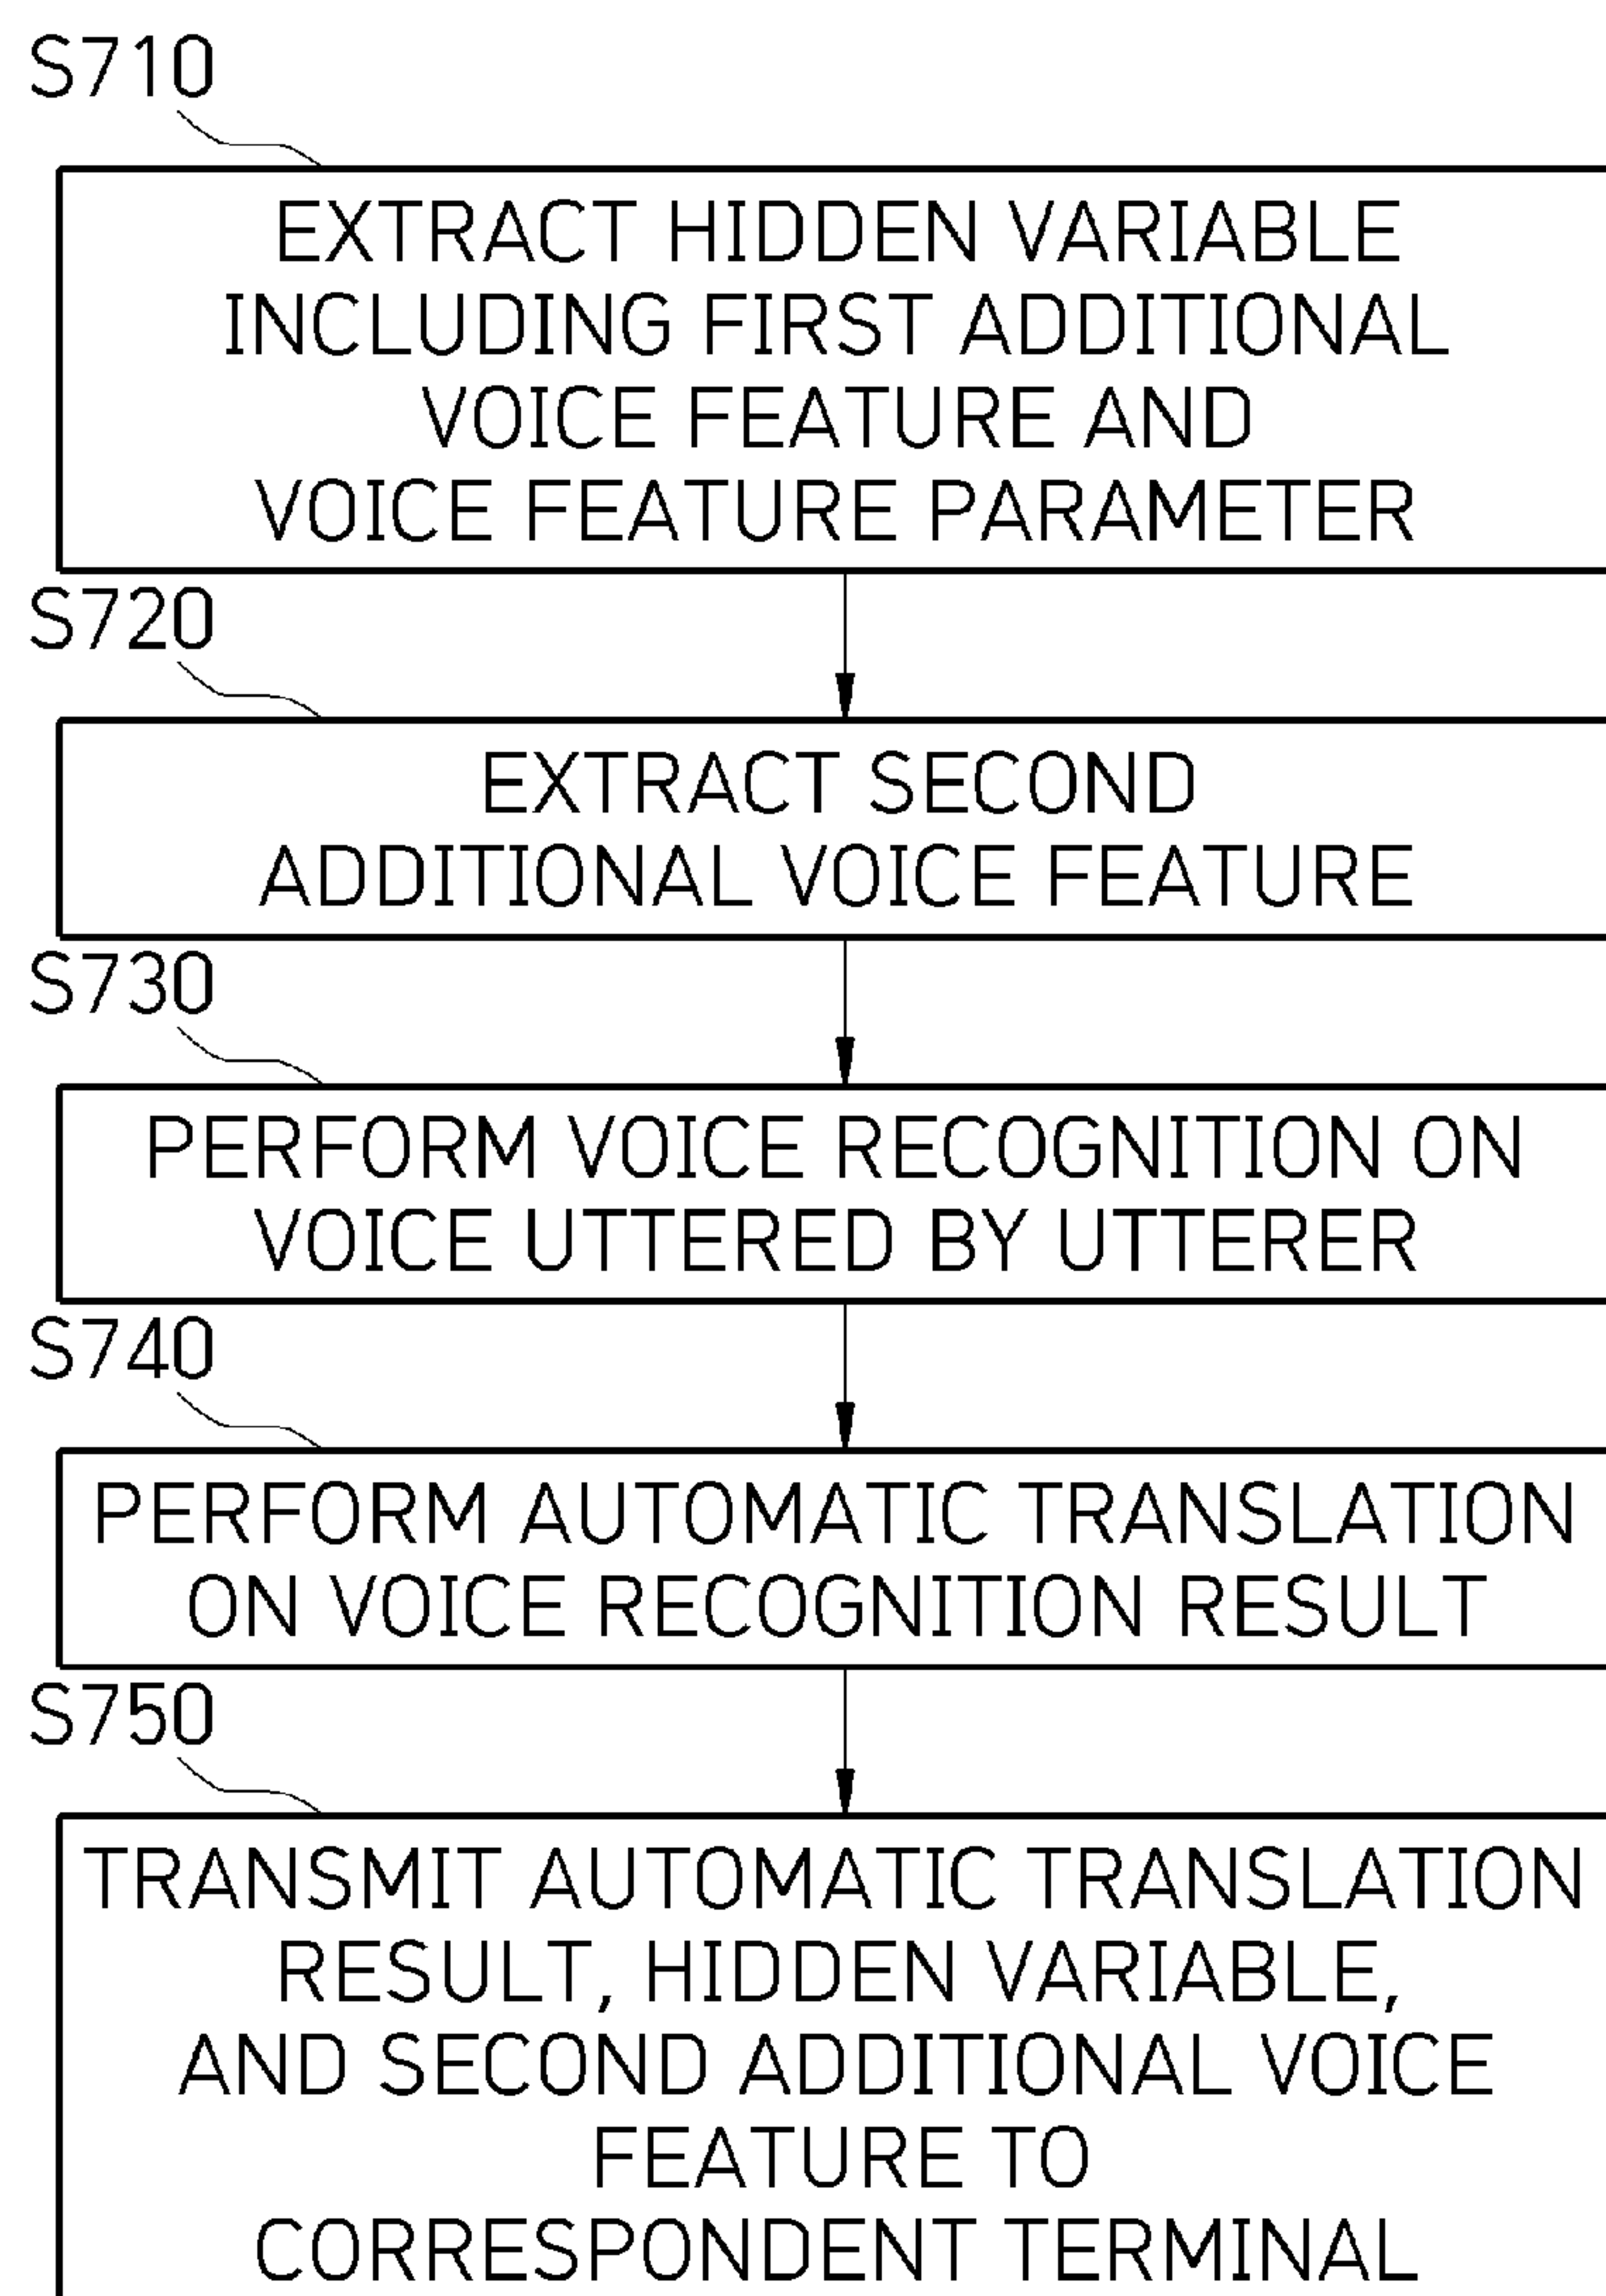 S710
EXTRACT HIDDEN VARIABLE
INCLUDING FIRST ADDITIONAL
VOICE FEATURE AND
VOICE FEATURE PARAMETER
S720
EXTRACT SECOND
ADDITIONAL VOICE FEATURE
S730
PERFORM VOICE RECOGNITION ON
VOICE UTTERED BY UTTERER
S740
PERFORM AUTOMATIC TRANSLATION
ON VOICE RECOGNITION RESULT
S750
TRANSMIT AUTOMATIC TRANSLATION
RESULT, HIDDEN VARIABLE,
AND SECOND ADDITIONAL VOICE
FEATURE TO
CORRESPONDENT TERMINAL